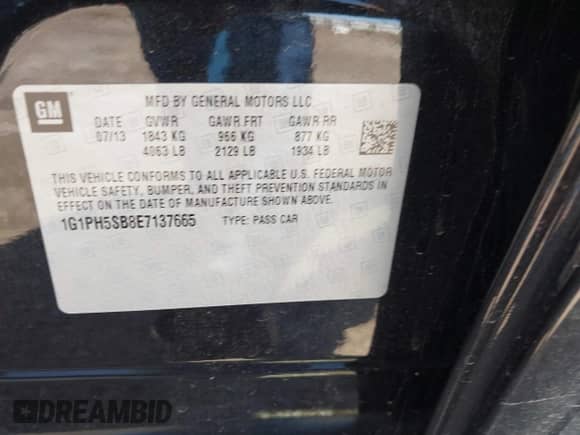 GM
MFD BY GENERAL MOTORS LLC
DATE GVWR GAWR FRT GAWR RR
07/13 1843 KG 966 KG 877 KG
4063 LB 2129 LB 1934 LB
THIS VEHICLE CONFORMS TO ALL APPLICABLE U.S. FEDERAL MOTOR
VEHICLE SAFETY, BUMPER, AND THEFT PREVENTION STANDARDS IN
EFFECT ON THE DATE OF MANUFACTURE SHOWN ABOVE.
1G1PH5SB8E7137665 TYPE: PASS CAR
DREAMBID